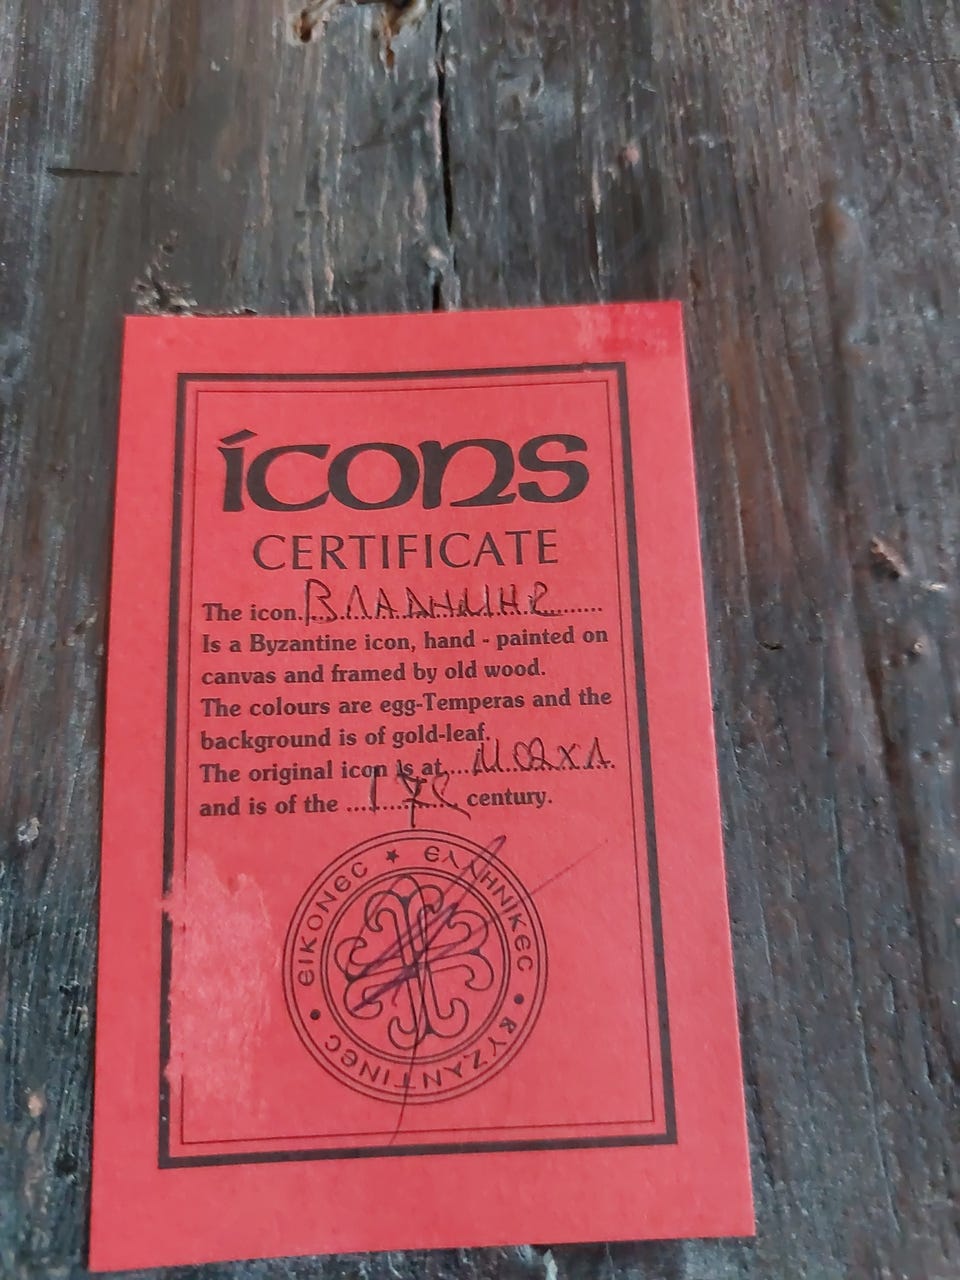 icons
CERTIFICATE
The icon
Is a Byzantine icon, hand - painted on
canvas and framed by old wood.
The colours are egg-Temperas and the
background is of gold-leaf.
The original icon is at
and is of the ............ century.
ΕΙΚΟΝΕC ★ ΕΛΛΗΝΙΚΕC • ΒΥΖΑΝΤΙΝΕC •